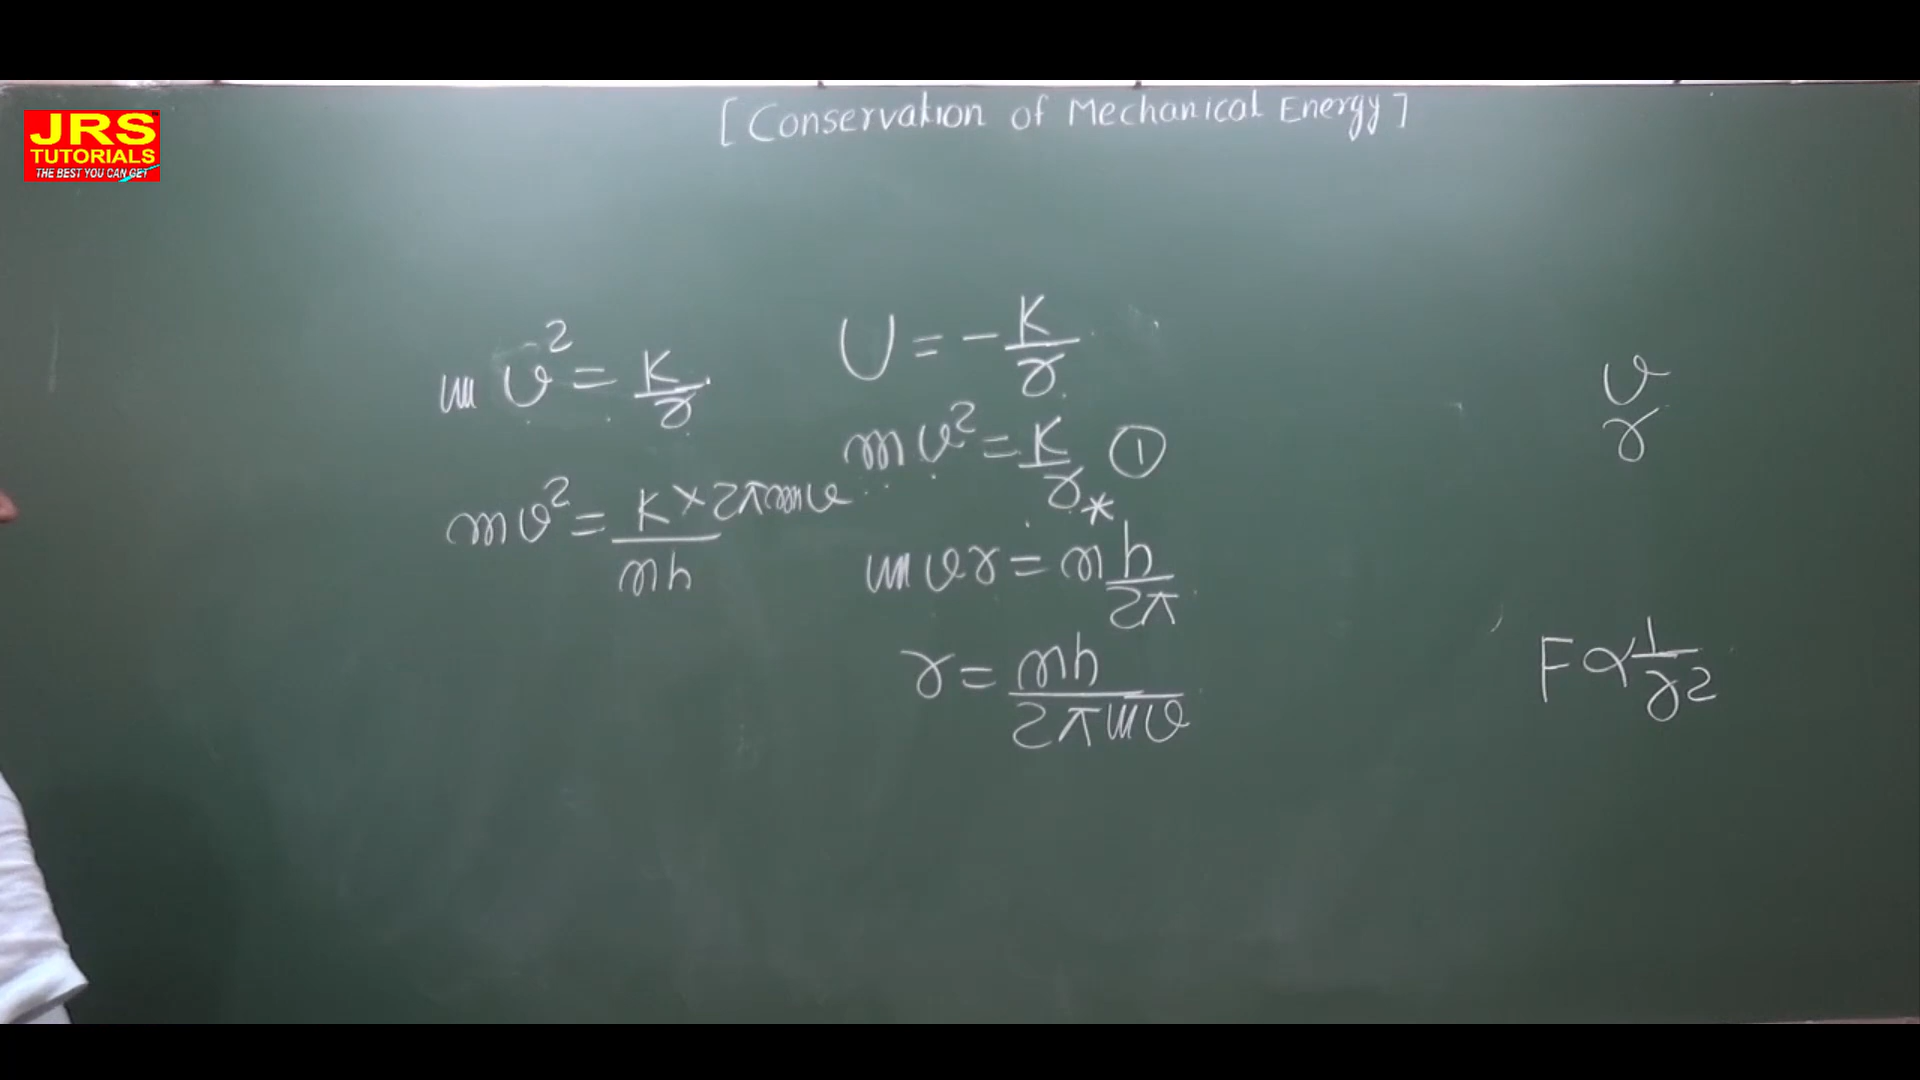 JRS
TUTORIALS
THE BEST YOU CAN GET
[Conservation of Mechanical Energy]
mv² = K/r
mv² = K × 2πmv / nh
U = - K/r
mv² = K/r ①
*
mvr = n h/2π
r = nh / 2πmv
v
r
F ∝ 1/r²